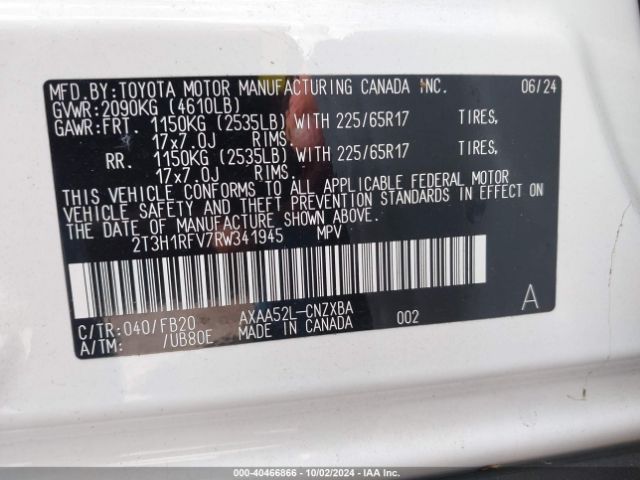 MFD.BY:TOYOTA MOTOR MANUFACTURING CANADA INC. 06/24
GVWR:2090KG (4610LB)
GAWR:FRT. 1150KG (2535LB) WITH 225/65R17 TIRES,
17x7.0J RIMS.
RR. 1150KG (2535LB) WITH 225/65R17 TIRES,
17x7.0J RIMS.
THIS VEHICLE CONFORMS TO ALL APPLICABLE FEDERAL MOTOR
VEHICLE SAFETY AND THEFT PREVENTION STANDARDS IN EFFECT ON
THE DATE OF MANUFACTURE SHOWN ABOVE.
2T3H1RFV7RW341945 MPV
C/TR:040/FB20 AXAA52L-CNZXBA 002 A
A/TM: /UB80E MADE IN CANADA
000-40466866 - 10/02/2024 - IAA Inc.